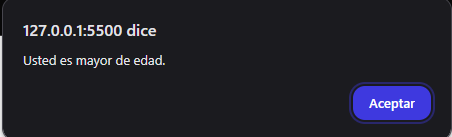 127.0.0.1:5500 dice
Usted es mayor de edad.
Aceptar